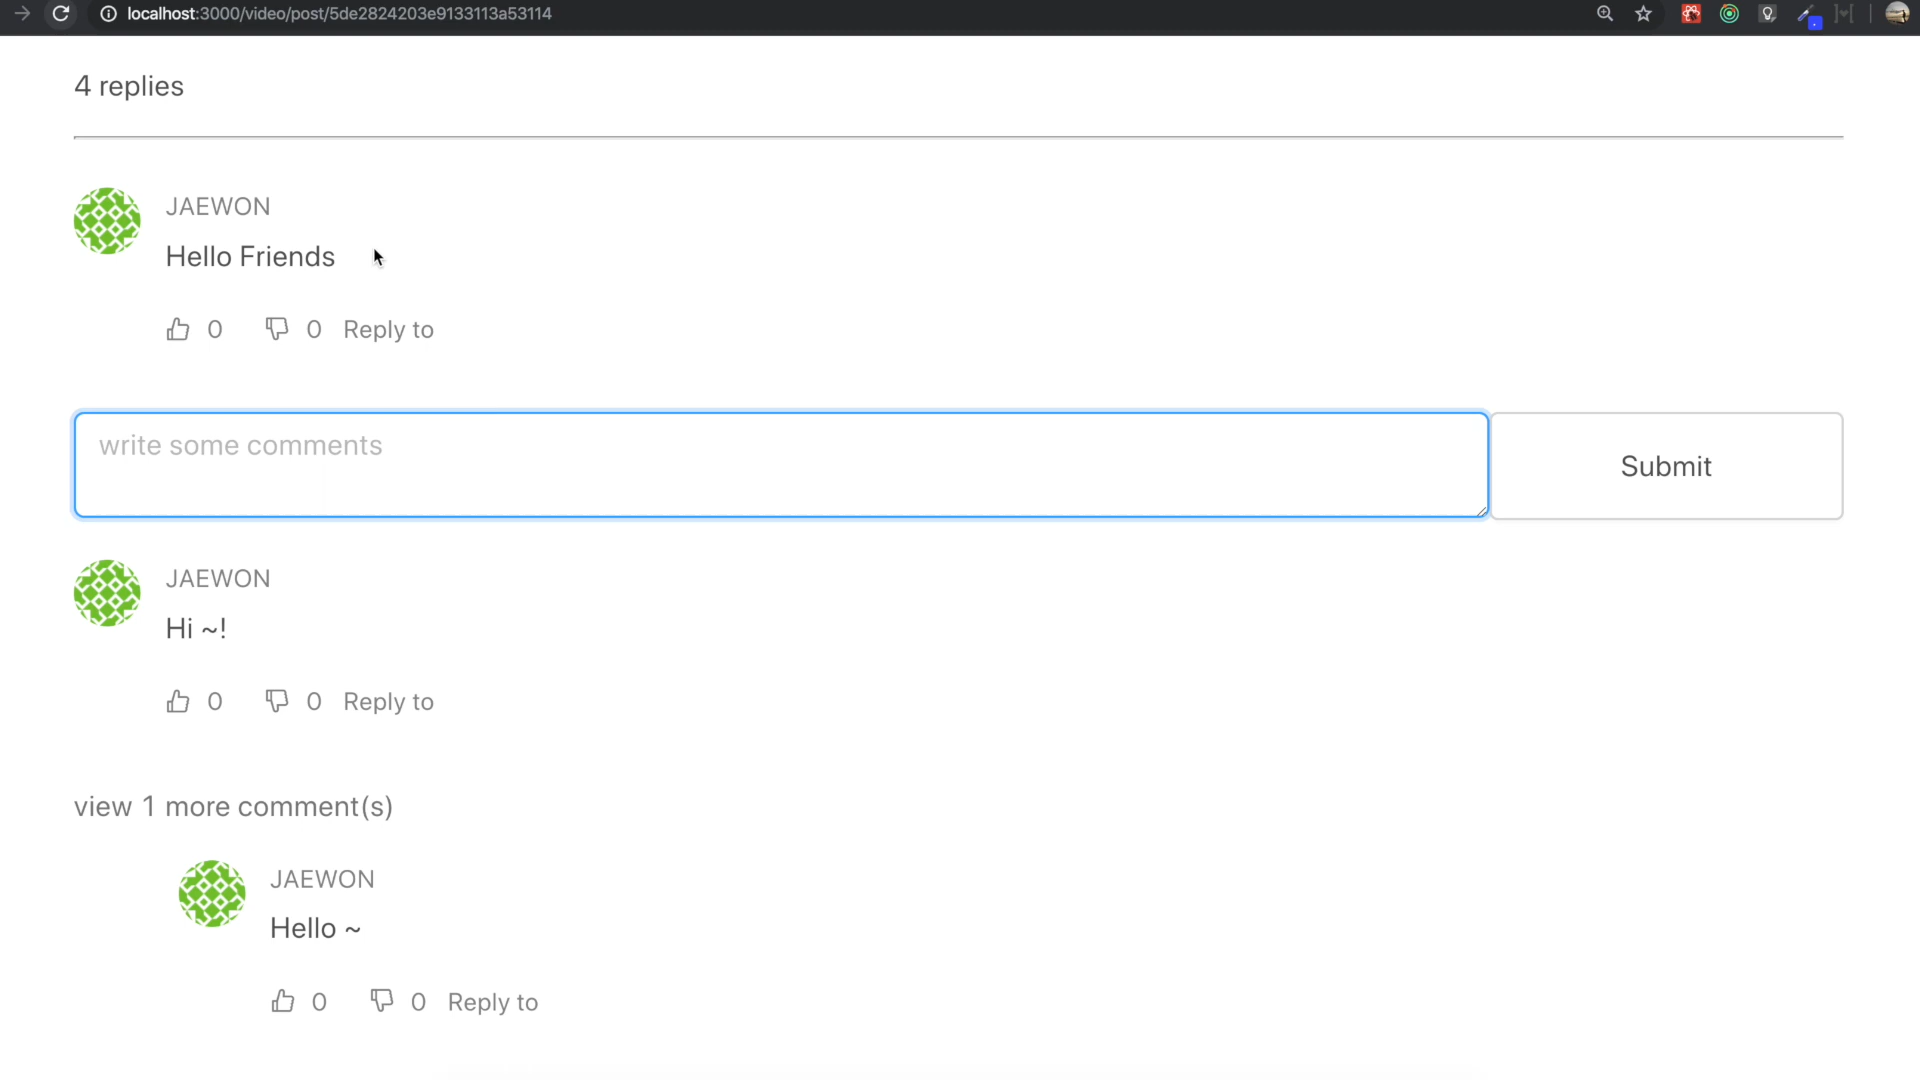 localhost:3000/video/post/5de2824203e9133113a53114
4 replies
JAEWON
Hello Friends
0 0 Reply to
write some comments
Submit
JAEWON
Hi ~!
0 0 Reply to
view 1 more comment(s)
JAEWON
Hello ~
0 0 Reply to